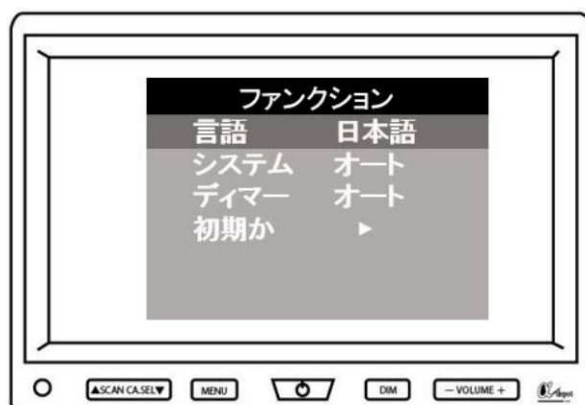 ファンクション
言語 日本語
システム オート
ディマー オート
初期か ▶
▲SCAN CA.SEL▼ MENU DIM − VOLUME +